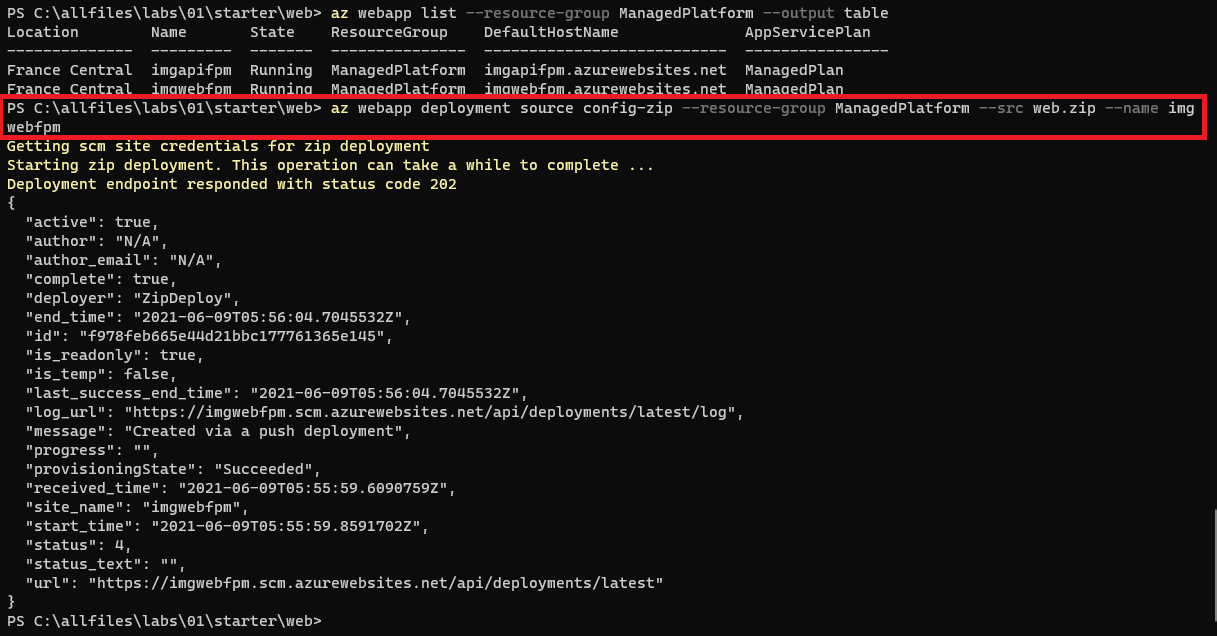 PS C:\allfiles\labs\01\starter\web> az webapp list --resource-group ManagedPlatform --output table
Location        Name       State    ResourceGroup    DefaultHostName              AppServicePlan
--------------  ---------  -------  ---------------  ---------------------------  ----------------
France Central  imgapifpm  Running  ManagedPlatform  imgapifpm.azurewebsites.net  ManagedPlan
France Central  imgwebfpm  Running  ManagedPlatform  imgwebfpm.azurewebsites.net  ManagedPlan
PS C:\allfiles\labs\01\starter\web> az webapp deployment source config-zip --resource-group ManagedPlatform --src web.zip --name img
webfpm
Getting scm site credentials for zip deployment
Starting zip deployment. This operation can take a while to complete ...
Deployment endpoint responded with status code 202
{
  "active": true,
  "author": "N/A",
  "author_email": "N/A",
  "complete": true,
  "deployer": "ZipDeploy",
  "end_time": "2021-06-09T05:56:04.7045532Z",
  "id": "f978feb665e44d21bbc177761365e145",
  "is_readonly": true,
  "is_temp": false,
  "last_success_end_time": "2021-06-09T05:56:04.7045532Z",
  "log_url": "https://imgwebfpm.scm.azurewebsites.net/api/deployments/latest/log",
  "message": "Created via a push deployment",
  "progress": "",
  "provisioningState": "Succeeded",
  "received_time": "2021-06-09T05:55:59.6090759Z",
  "site_name": "imgwebfpm",
  "start_time": "2021-06-09T05:55:59.8591702Z",
  "status": 4,
  "status_text": "",
  "url": "https://imgwebfpm.scm.azurewebsites.net/api/deployments/latest"
}
PS C:\allfiles\labs\01\starter\web>